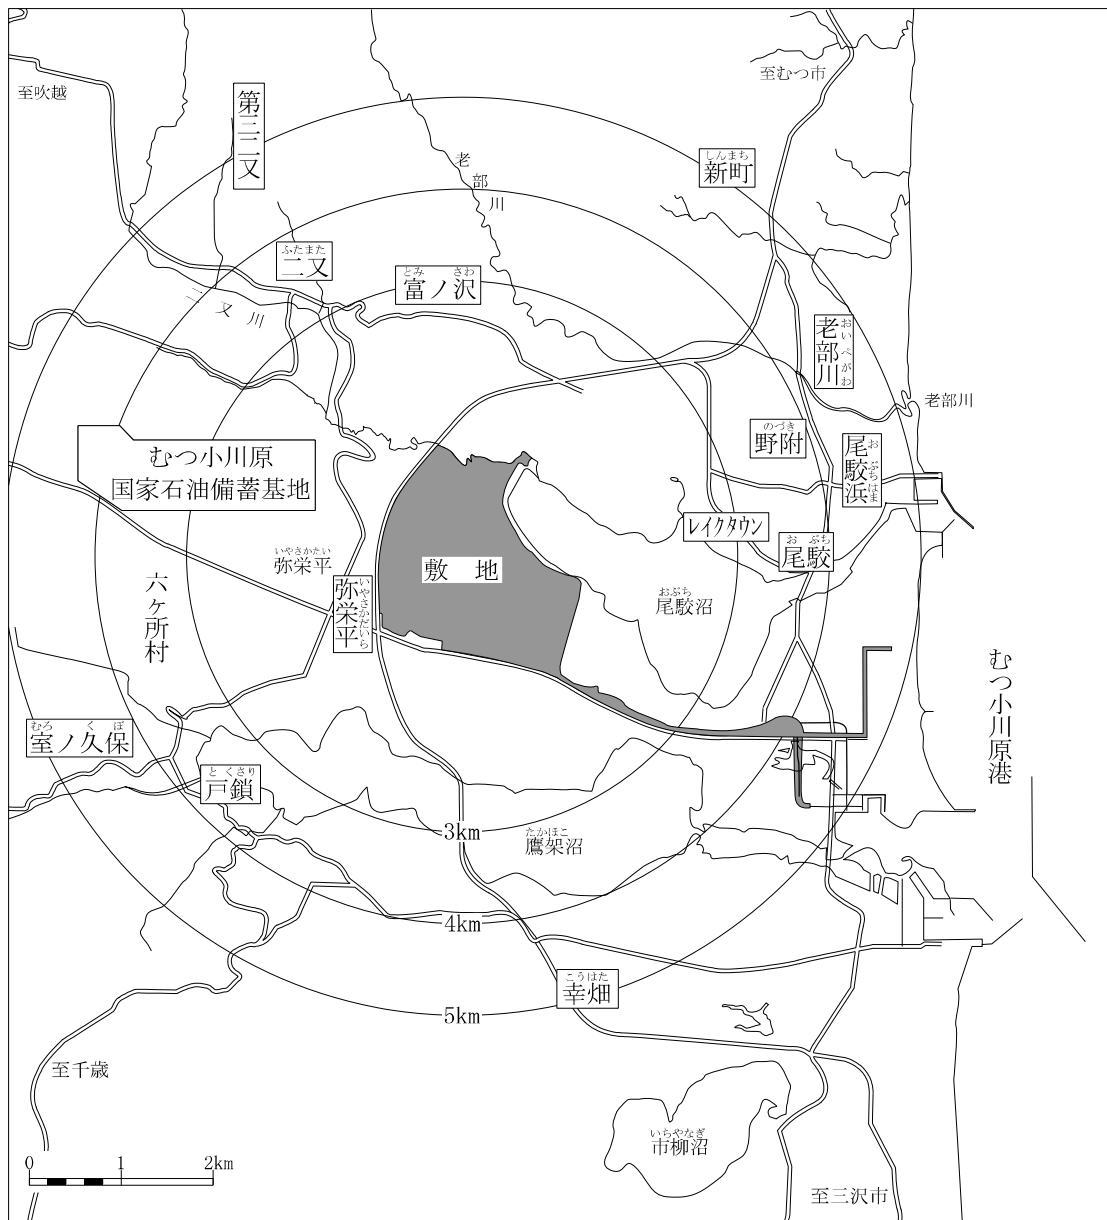 至むつ市
至吹越
第三二又
しんまち
新町
老部川
ふたまた
二又
とみ さわ
富ノ沢
二又川
おいべがわ
老部川
老部川
のづき
野附
おぶちはま
尾駮浜
むつ小川原
国家石油備蓄基地
レイクタウン
お ぶち
尾駮
いやさかたい
弥栄平
敷 地
いやさかだいら
弥栄平
おぶち
尾駮沼
六ヶ所村
むつ小川原港
むろ く ぼ
室ノ久保
と くさり
戸鎖
3km
たかほこ
鷹架沼
4km
こうはた
幸畑
5km
至千歳
いちやなぎ
市柳沼
0 1 2km
至三沢市